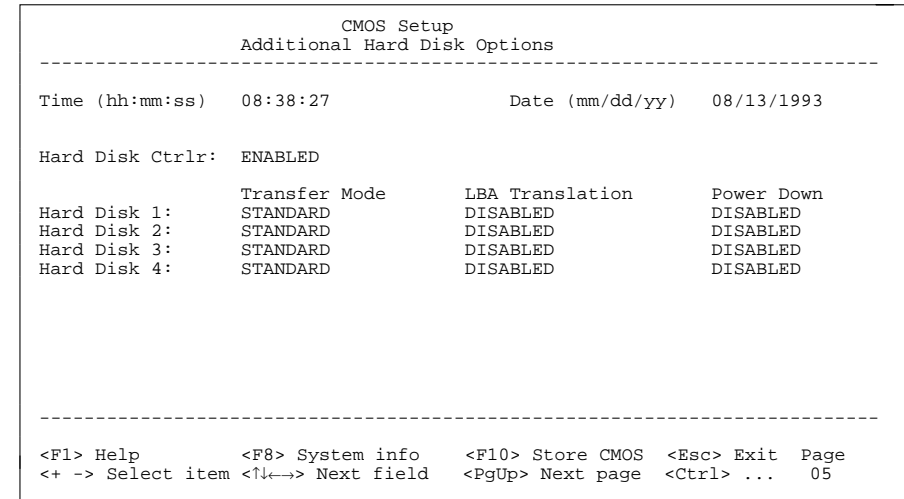 CMOS Setup
Additional Hard Disk Options
---------------------------------------------------------------------------
Time (hh:mm:ss) 08:38:27 Date (mm/dd/yy) 08/13/1993
Hard Disk Ctrlr: ENABLED
Transfer Mode LBA Translation Power Down
Hard Disk 1: STANDARD DISABLED DISABLED
Hard Disk 2: STANDARD DISABLED DISABLED
Hard Disk 3: STANDARD DISABLED DISABLED
Hard Disk 4: STANDARD DISABLED DISABLED
---------------------------------------------------------------------------
<F1> Help <F8> System info <F10> Store CMOS <Esc> Exit Page
<+ -> Select item <↑↓←→> Next field <PgUp> Next page <Ctrl> ... 05